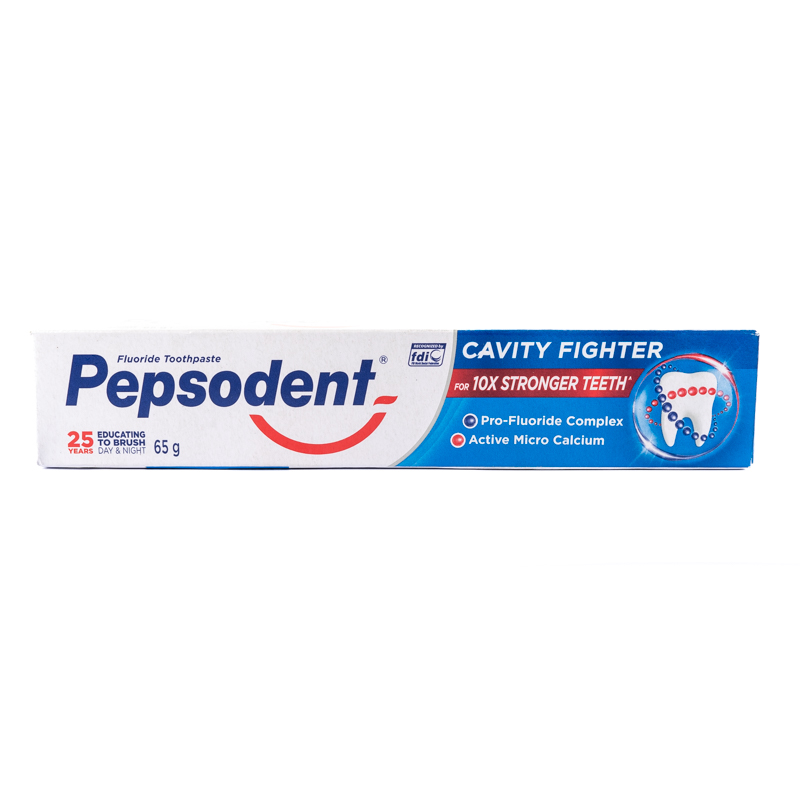 Fluoride Toothpaste
Pepsodent®
25 YEARS
EDUCATING
TO BRUSH
DAY & NIGHT
65 g
RECOGNIZED by
fdi
CAVITY FIGHTER
FOR 10X STRONGER TEETH^
Pro-Fluoride Complex
Active Micro Calcium